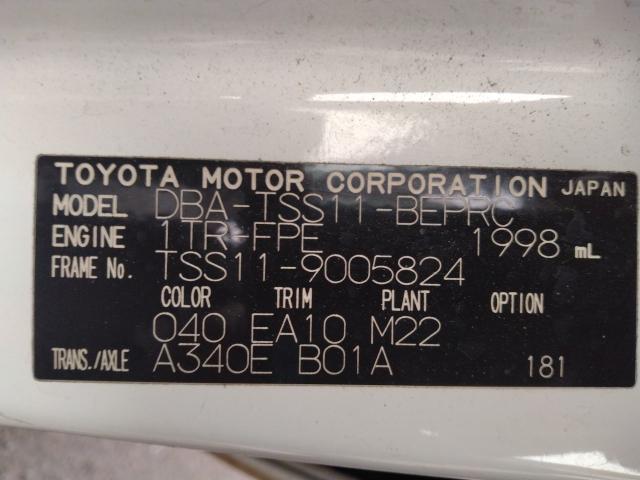 TOYOTA MOTOR CORPORATION JAPAN
MODEL DBA-TSS11-BEPRC
ENGINE 1TR-FPE 1998 mL
FRAME No. TSS11-9005824
COLOR TRIM PLANT OPTION
040 EA10 M22
TRANS./AXLE A340E B01A 181